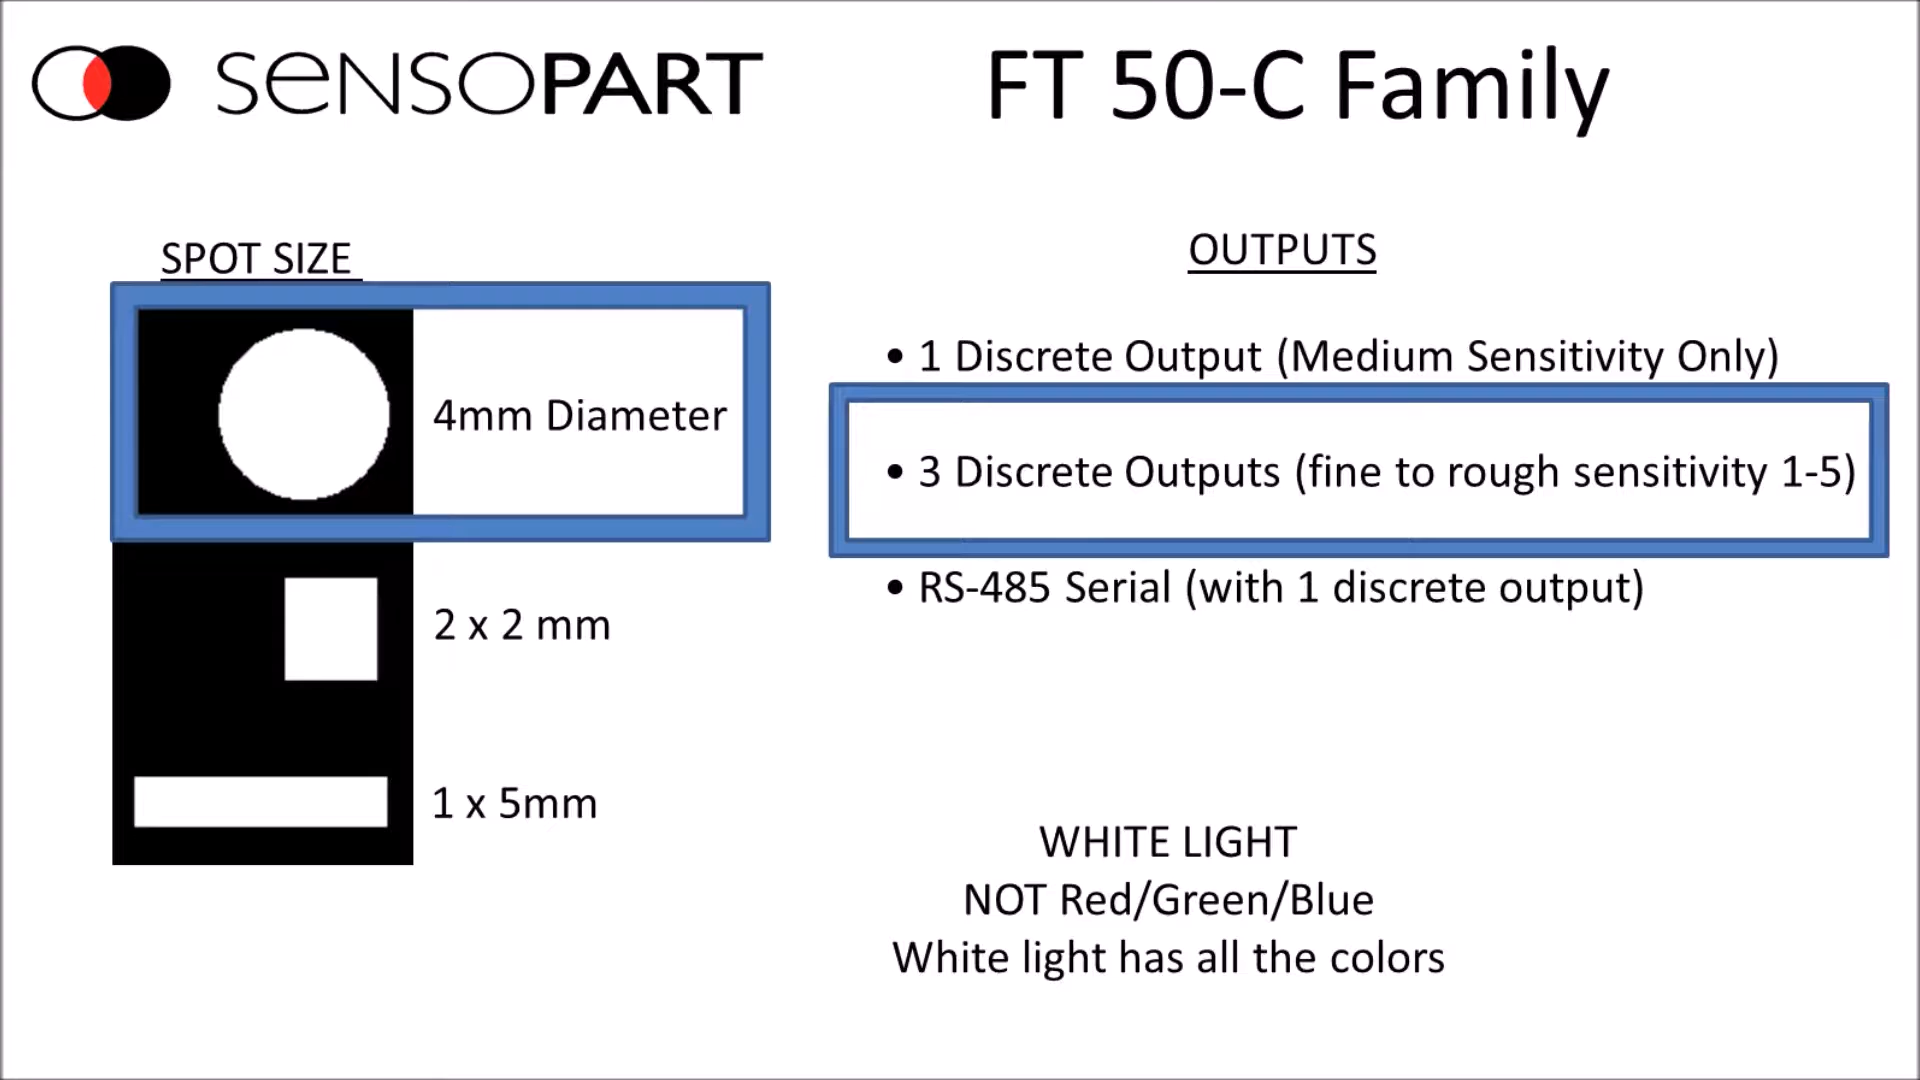 SeNSOPART
FT 50-C Family
SPOT SIZE
4mm Diameter
2 x 2 mm
1 x 5mm
OUTPUTS
• 1 Discrete Output (Medium Sensitivity Only)
• 3 Discrete Outputs (fine to rough sensitivity 1-5)
• RS-485 Serial (with 1 discrete output)
WHITE LIGHT
NOT Red/Green/Blue
White light has all the colors